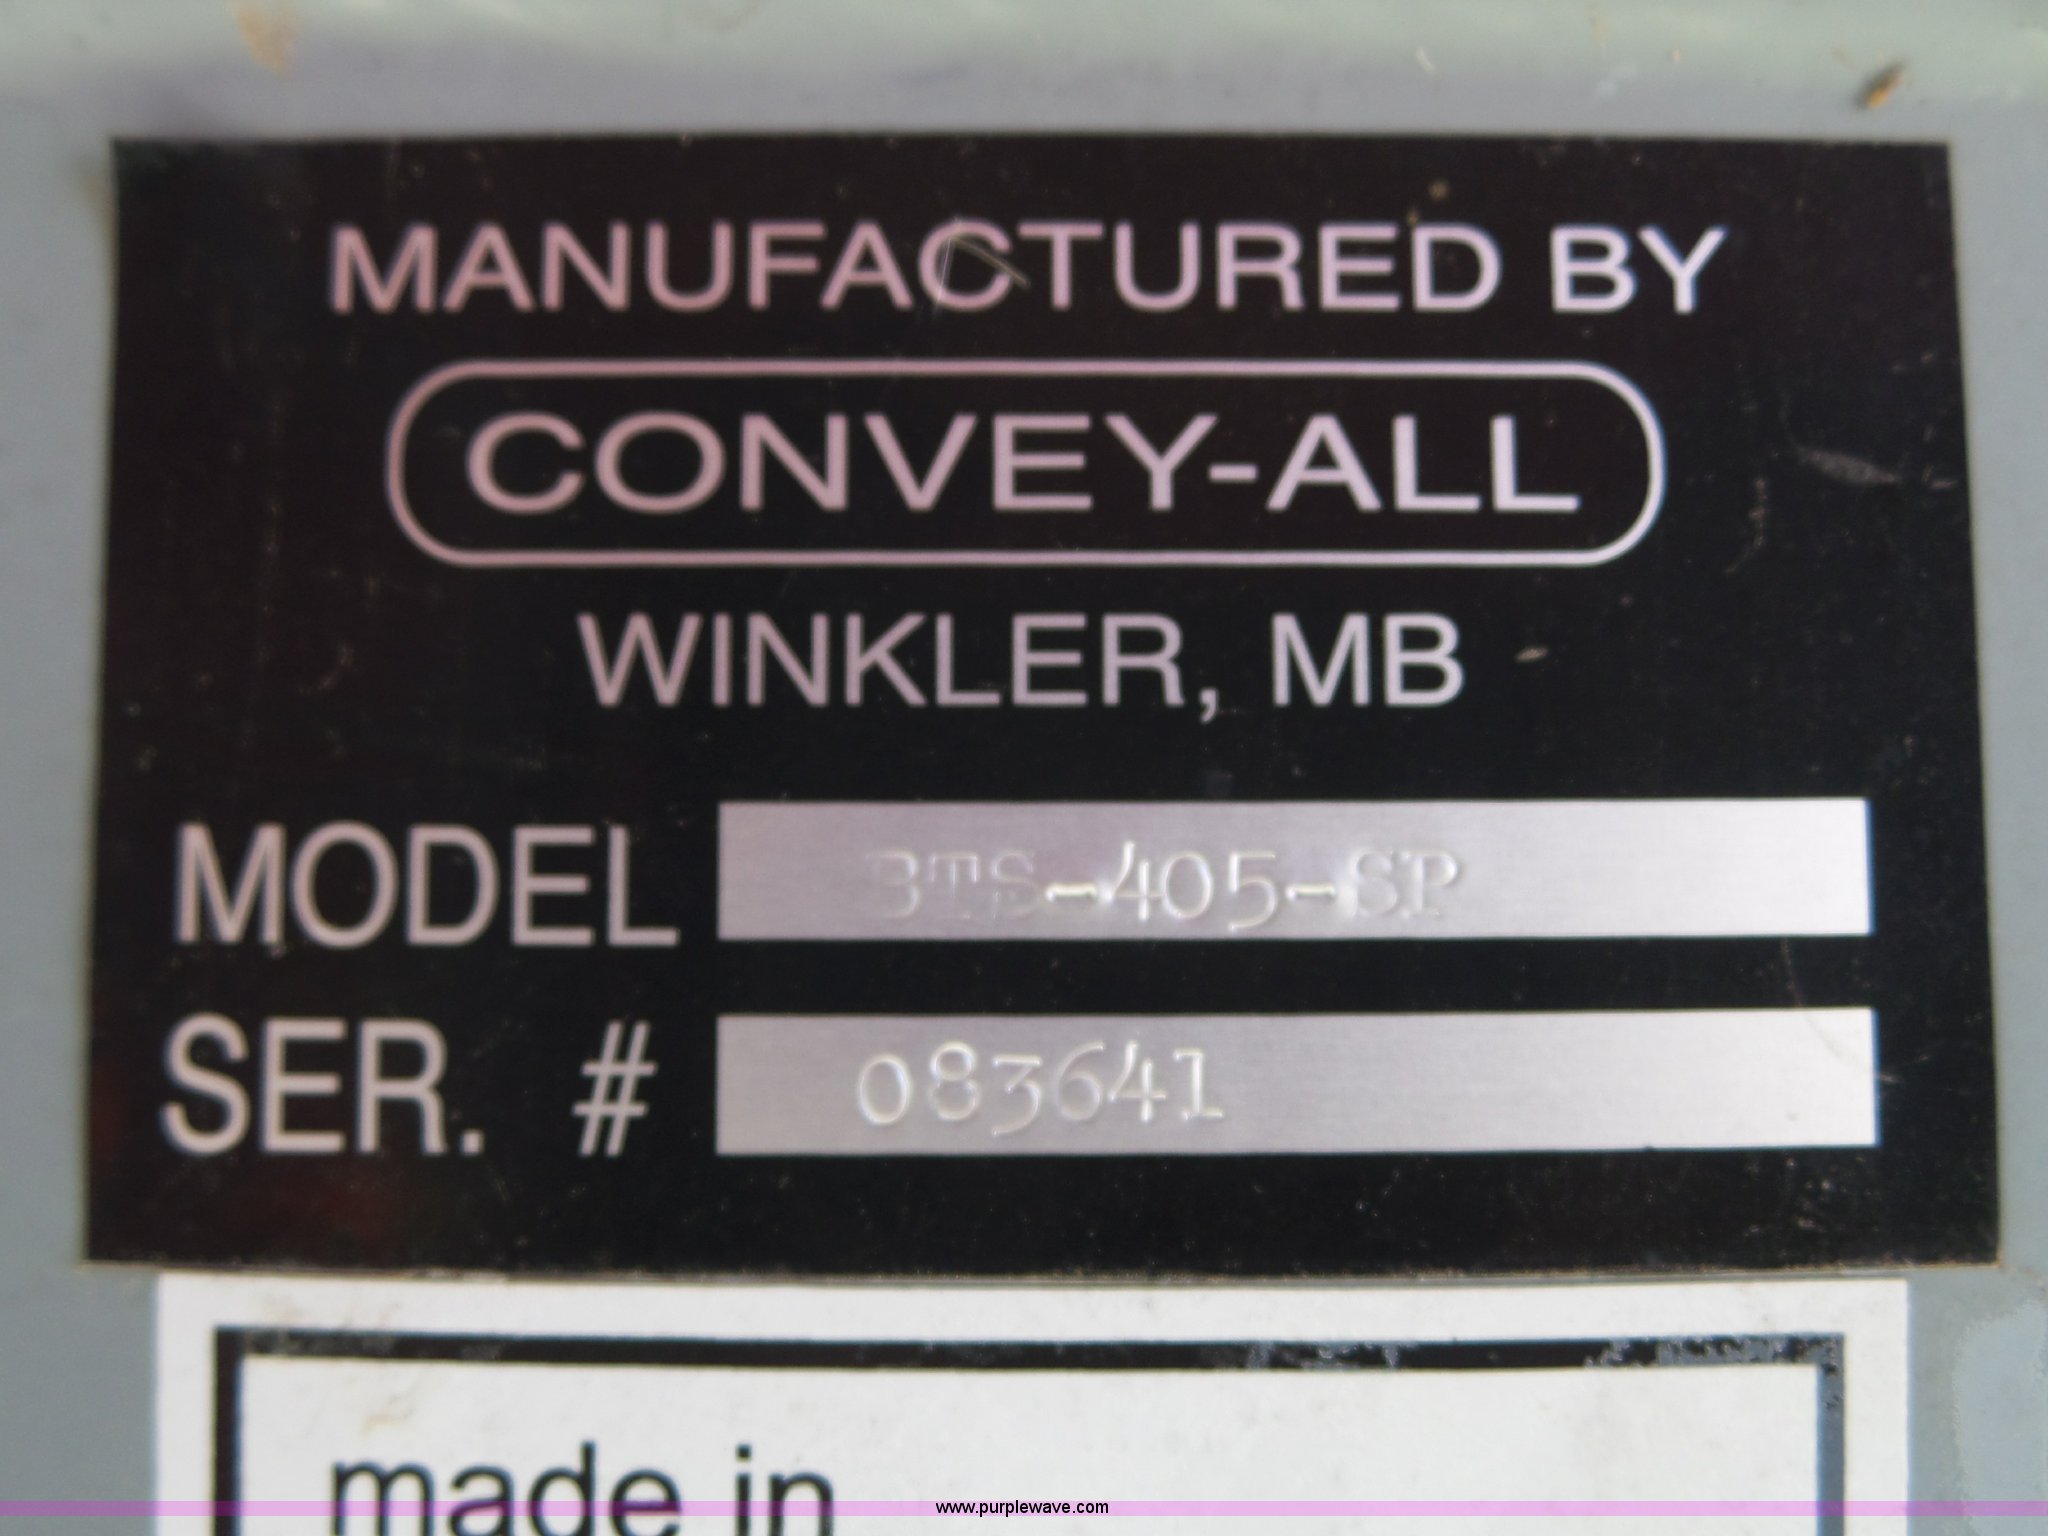 MANUFACTURED BY
CONVEY-ALL
WINKLER, MB
MODEL BTS-405-SP
SER. # 083641
made in
www.purplewave.com